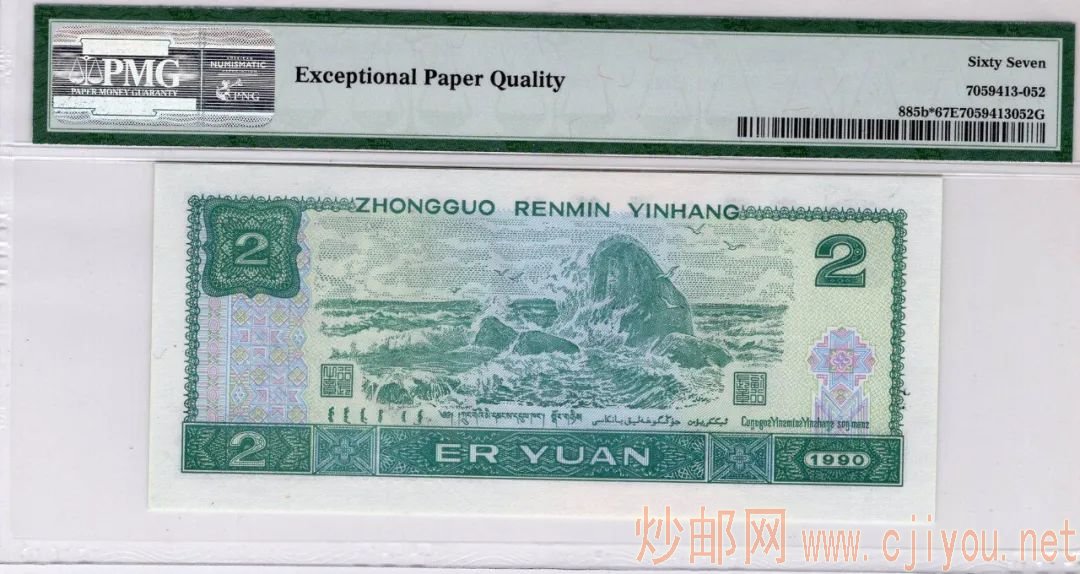 PMG
PAPER MONEY GUARANTY
NUMISMATIC
PNG
Exceptional Paper Quality
Sixty Seven
7059413-052
885b*67E7059413052G
ZHONGGUO RENMIN YINHANG
2
2
2 ER YUAN 1990
炒邮网 www.cjiyou.net